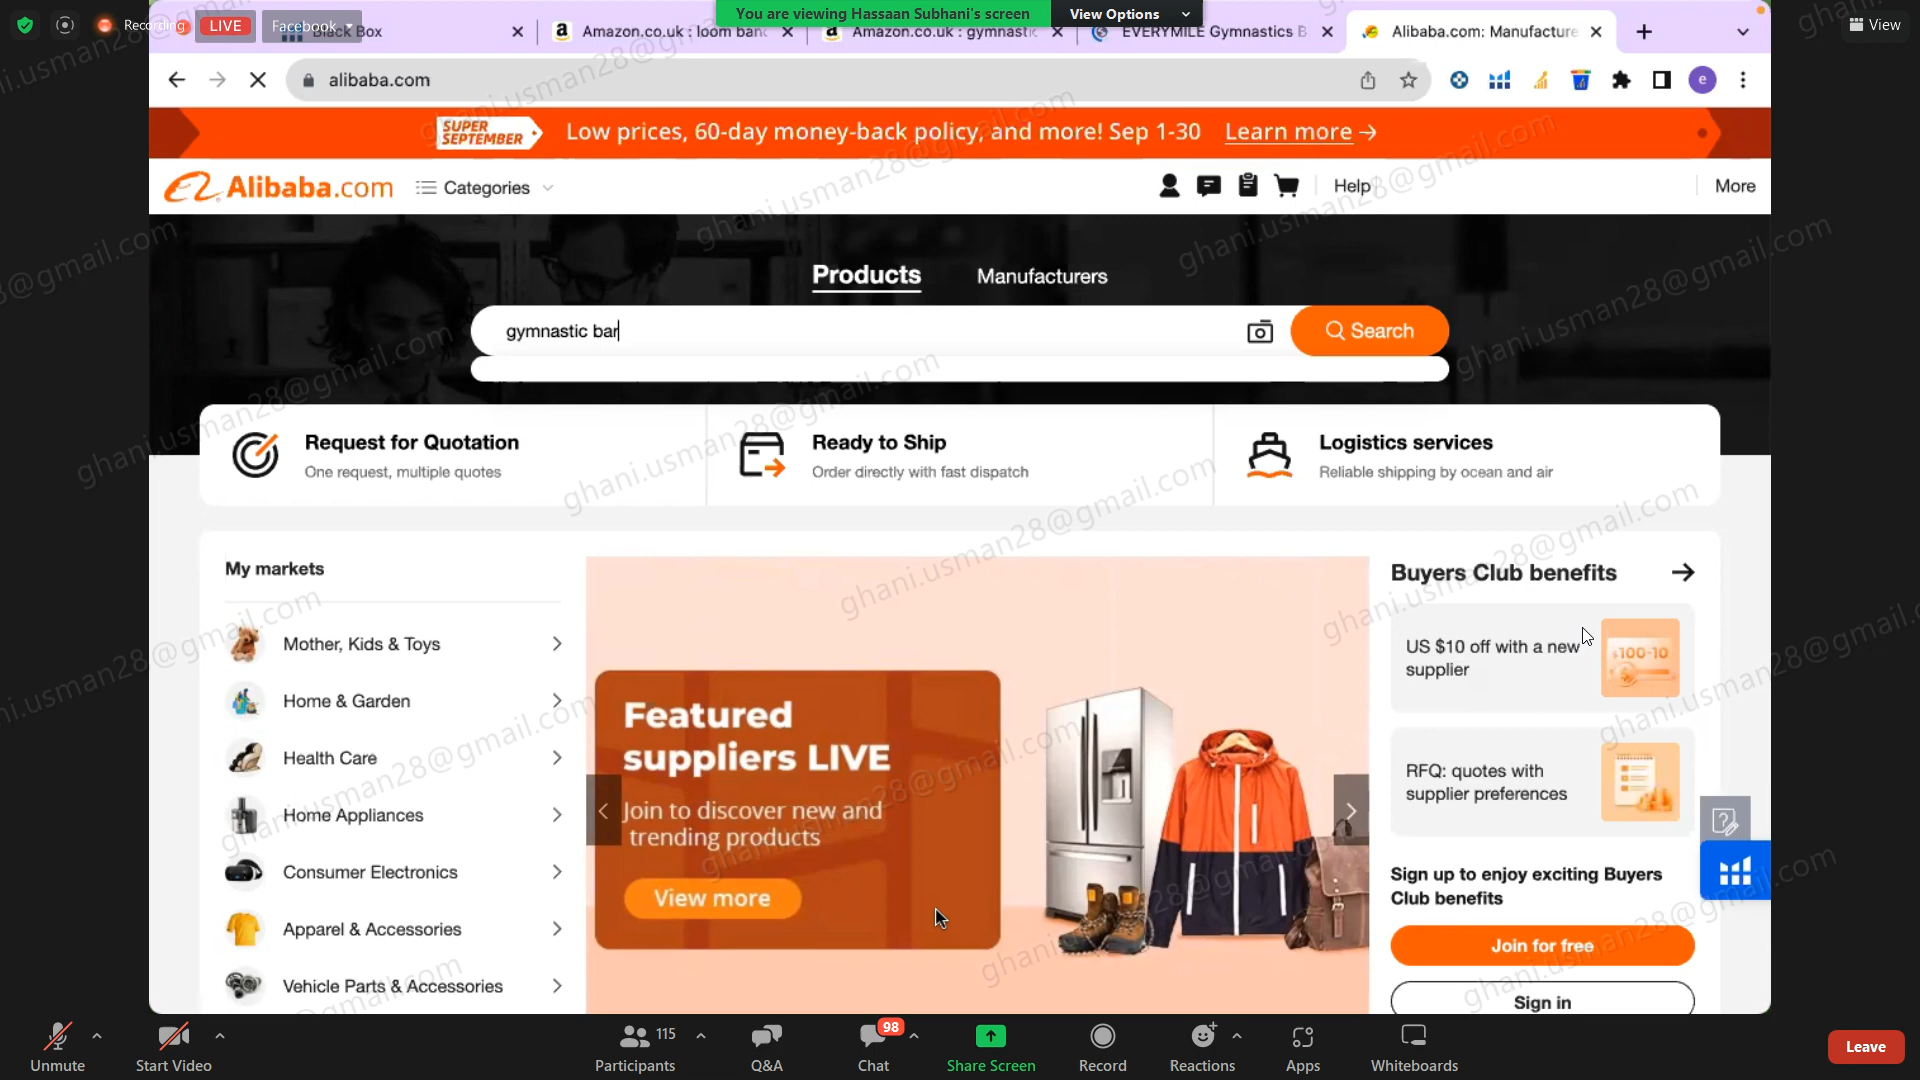 You are viewing Hassaan Subhani's screen
View Options
Recording
LIVE
Facebook
Black Box
Amazon.co.uk : loom banc
Amazon.co.uk : gymnastic
EVERYMILE Gymnastics B
Alibaba.com: Manufacture
View
alibaba.com
e
SUPER
SEPTEMBER
Low prices, 60-day money-back policy, and more! Sep 1-30
Learn more
Alibaba.com
Categories
Help
More
Products
Manufacturers
gymnastic bar
Search
Request for Quotation
One request, multiple quotes
Ready to Ship
Order directly with fast dispatch
Logistics services
Reliable shipping by ocean and air
My markets
Mother, Kids & Toys
Home & Garden
Health Care
Home Appliances
Consumer Electronics
Apparel & Accessories
Vehicle Parts & Accessories
Featured
suppliers LIVE
Join to discover new and
trending products
View more
Buyers Club benefits
US $10 off with a new
supplier
$100-10
RFQ: quotes with
supplier preferences
Sign up to enjoy exciting Buyers
Club benefits
Join for free
Sign in
ghani.usman28@gmail.com
Unmute
Start Video
115
Participants
Q&A
98
Chat
Share Screen
Record
Reactions
Apps
Whiteboards
Leave